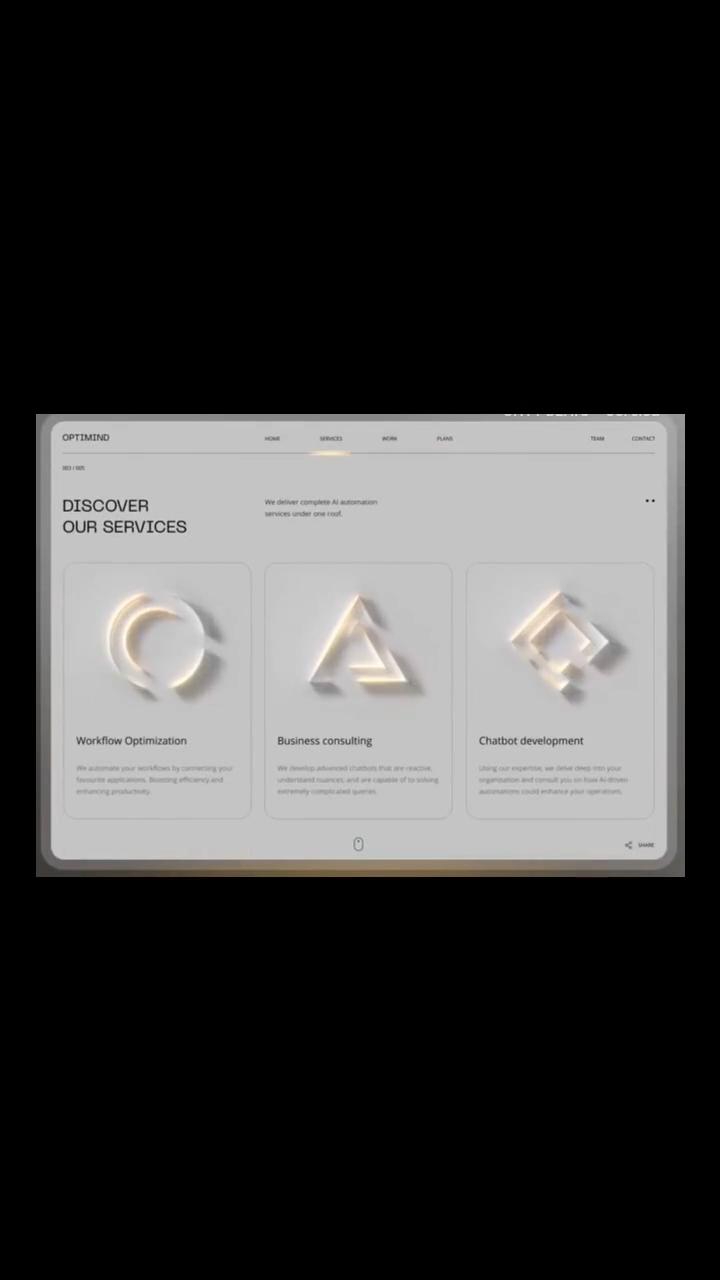 OPTIMIND
HOME SERVICES WORK PLANS TEAM CONTACT
003 / 005
DISCOVER
OUR SERVICES
We deliver complete AI automation
services under one roof.
Workflow Optimization
We automate your workflows by connecting your
favourite applications. Boosting efficiency and
enhancing productivity.
Business consulting
We develop advanced chatbots that are reactive,
understand nuances, and are capable of to solving
extremely complicated queries.
Chatbot development
Using our expertise, we delve deep into your
organization and consult you on how AI-driven
automations could enhance your operations.
SHARE